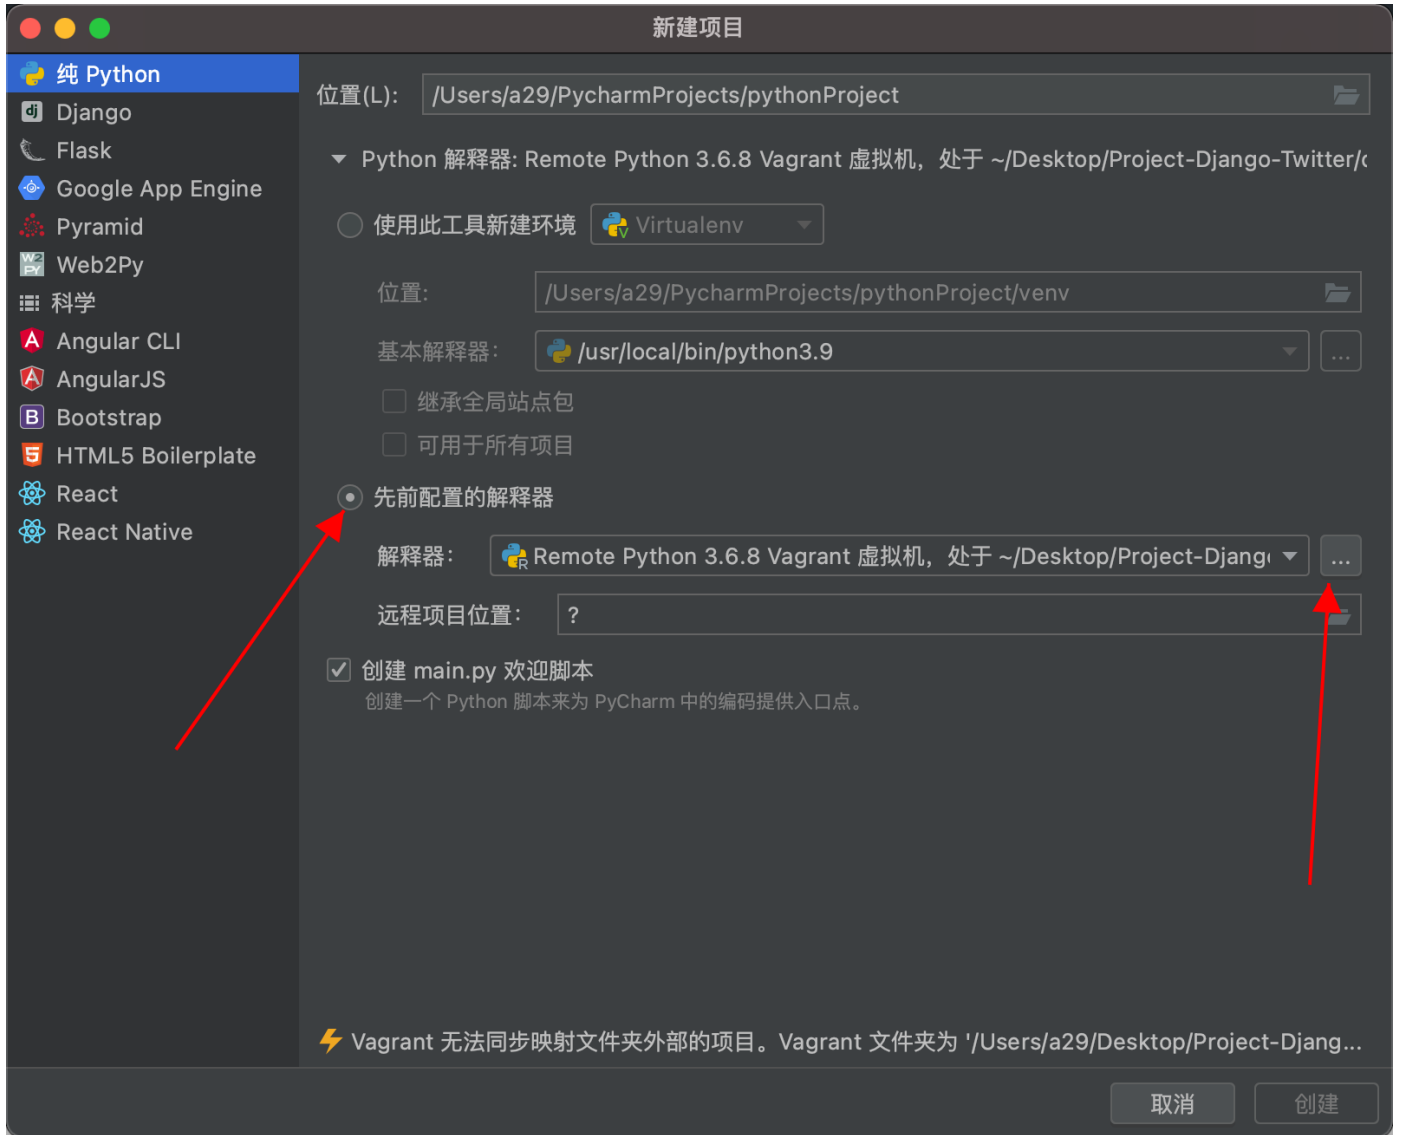 新建项目
纯 Python
Django
Flask
Google App Engine
Pyramid
Web2Py
科学
Angular CLI
AngularJS
Bootstrap
HTML5 Boilerplate
React
React Native
位置(L): /Users/a29/PycharmProjects/pythonProject
Python 解释器: Remote Python 3.6.8 Vagrant 虚拟机，处于 ~/Desktop/Project-Django-Twitter/
使用此工具新建环境 Virtualenv
位置: /Users/a29/PycharmProjects/pythonProject/venv
基本解释器: /usr/local/bin/python3.9 ...
继承全局站点包
可用于所有项目
先前配置的解释器
解释器: Remote Python 3.6.8 Vagrant 虚拟机，处于 ~/Desktop/Project-Django ...
远程项目位置: ?
创建 main.py 欢迎脚本
创建一个 Python 脚本来为 PyCharm 中的编码提供入口点。
Vagrant 无法同步映射文件夹外部的项目。Vagrant 文件夹为 '/Users/a29/Desktop/Project-Djang...
取消 创建